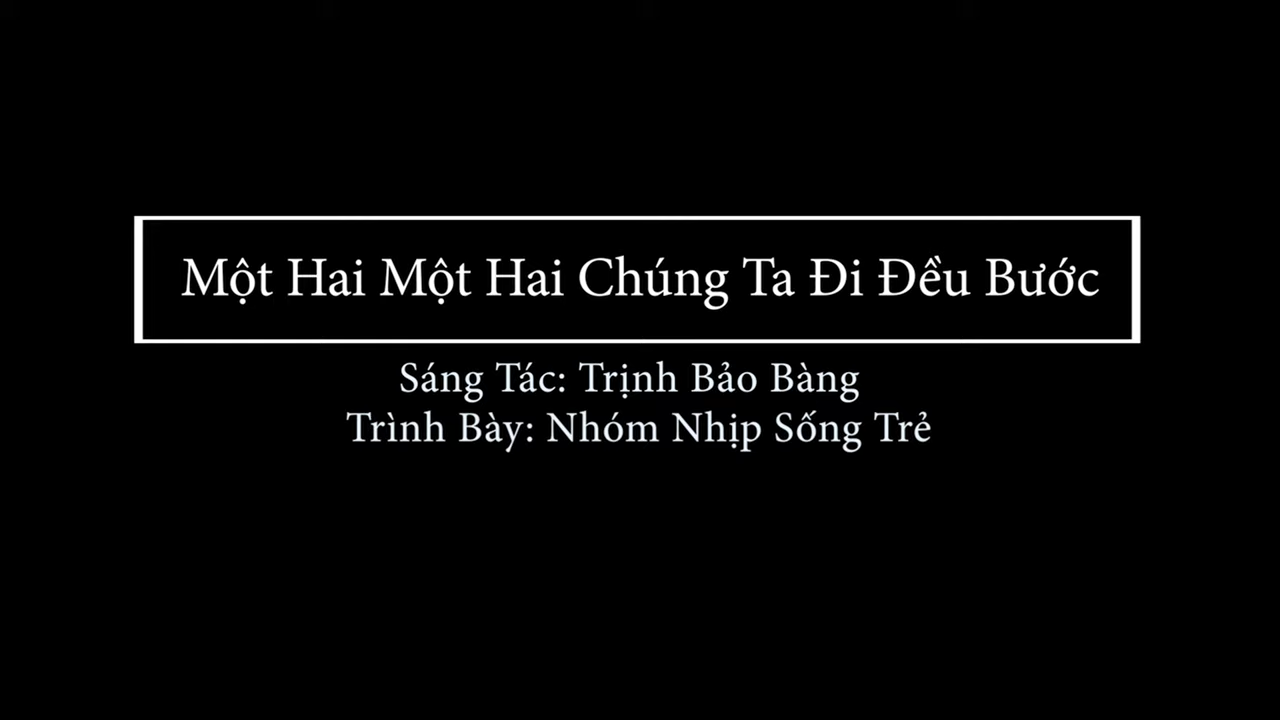 Một Hai Một Hai Chúng Ta Đi Đều Bước
Sáng Tác: Trịnh Bảo Bàng
Trình Bày: Nhóm Nhịp Sống Trẻ